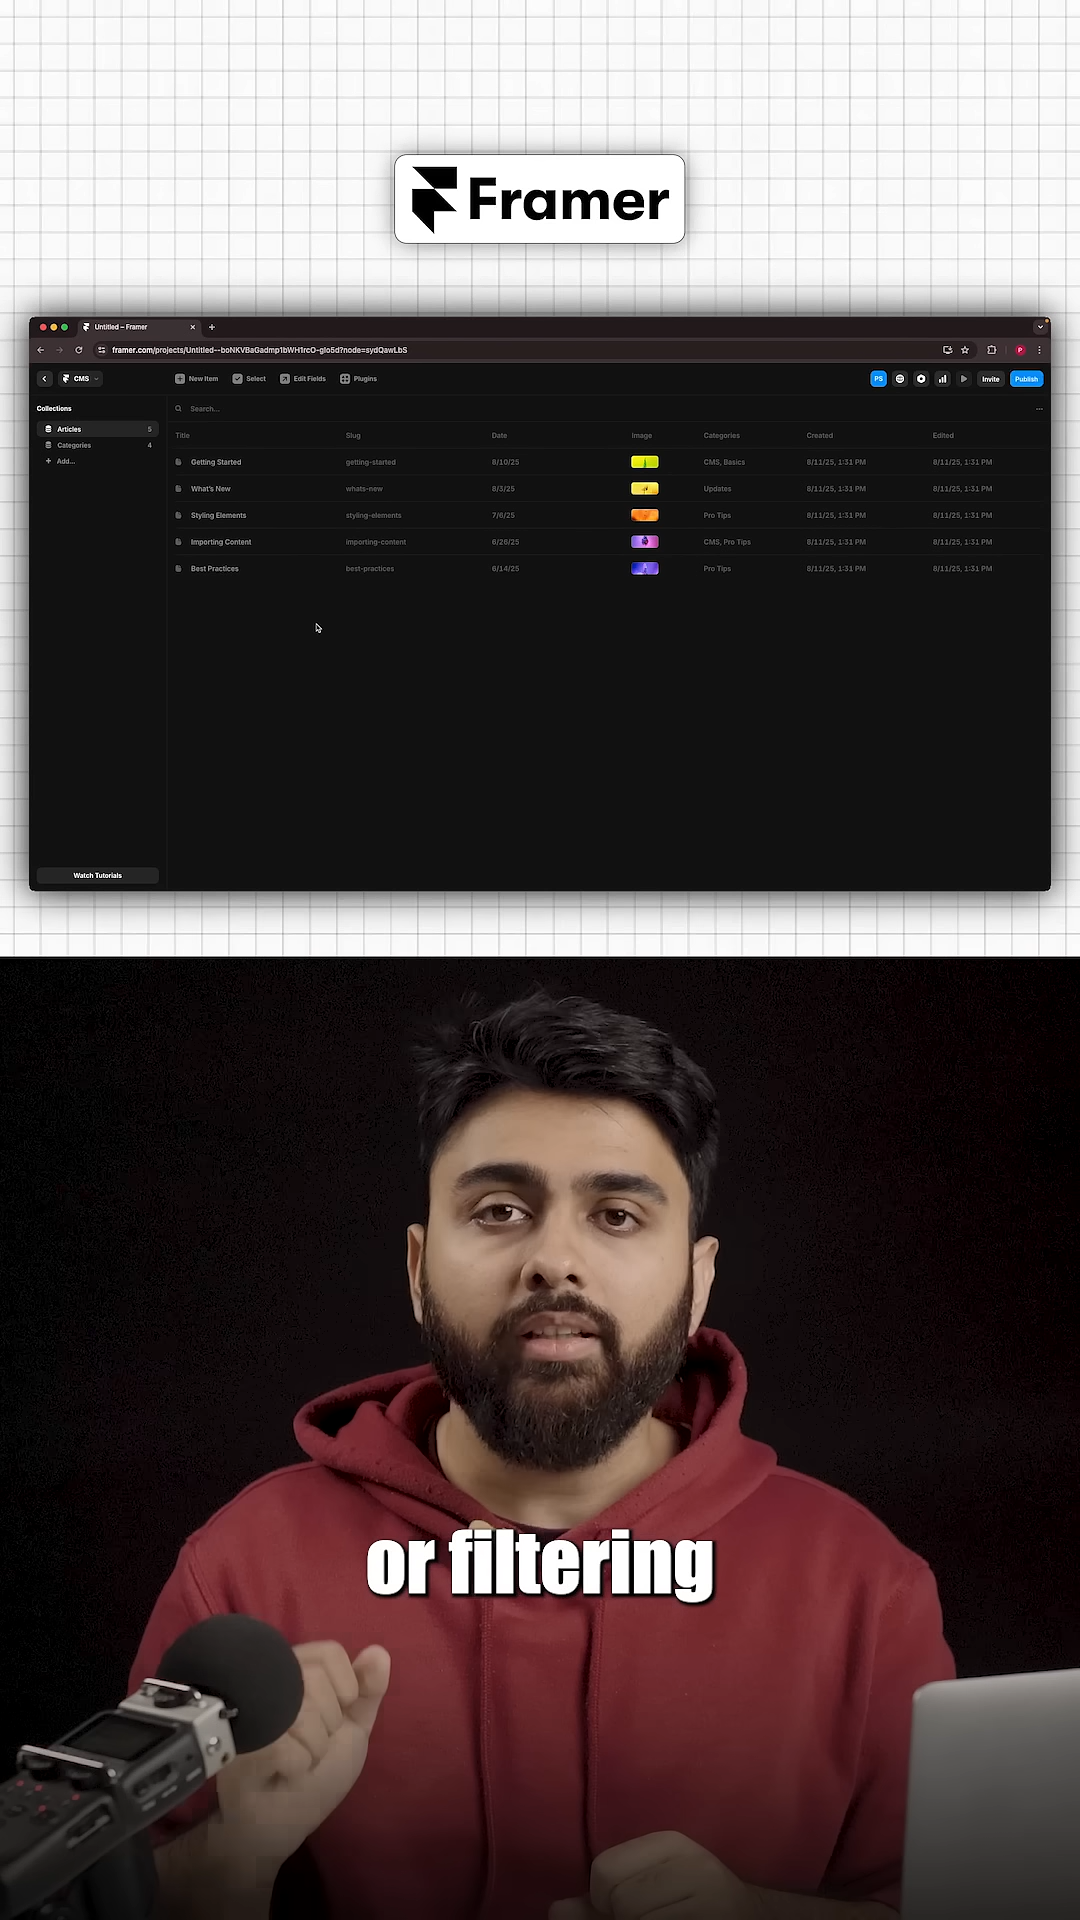 Framer
Untitled – Framer
framer.com/projects/Untitled--boNKVBaGadmp1bWH1rcO-glo5d?node=sydQawLbS
P
CMS
New Item
Select
Edit Fields
Plugins
PS
Invite
Publish
Collections
Articles 5
Categories 4
Add...
Search...
Title Slug Date Image Categories Created Edited
Getting Started getting-started 8/10/25 CMS, Basics 8/11/25, 1:31 PM 8/11/25, 1:31 PM
What's New whats-new 8/3/25 Updates 8/11/25, 1:31 PM 8/11/25, 1:31 PM
Styling Elements styling-elements 7/6/25 Pro Tips 8/11/25, 1:31 PM 8/11/25, 1:31 PM
Importing Content importing-content 6/26/25 CMS, Pro Tips 8/11/25, 1:31 PM 8/11/25, 1:31 PM
Best Practices best-practices 6/14/25 Pro Tips 8/11/25, 1:31 PM 8/11/25, 1:31 PM
Watch Tutorials
or filtering